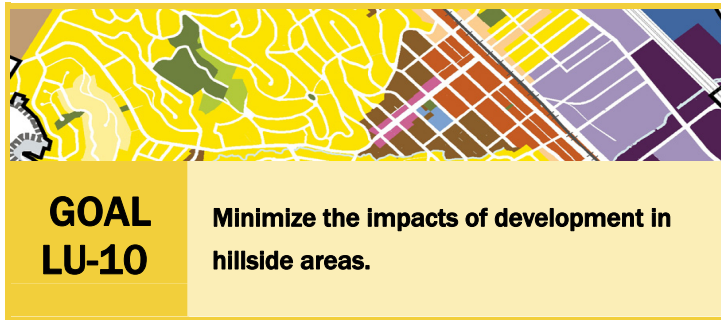 GOAL
LU-10
Minimize the impacts of development in
hillside areas.